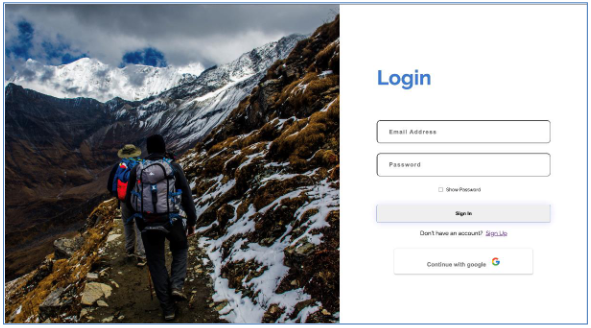 Login
Email Address
Password
Show Password
Sign In
Don't have an account? Sign Up
Continue with google